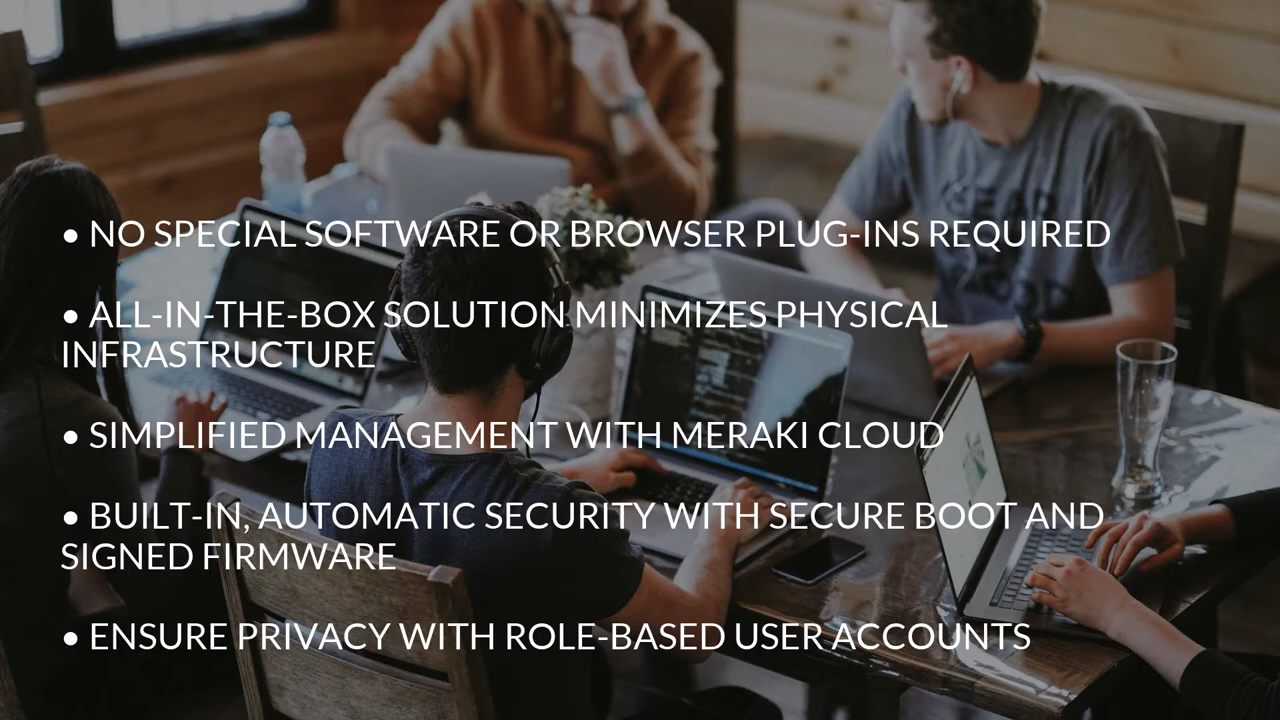 • NO SPECIAL SOFTWARE OR BROWSER PLUG-INS REQUIRED
• ALL-IN-THE-BOX SOLUTION MINIMIZES PHYSICAL
INFRASTRUCTURE
• SIMPLIFIED MANAGEMENT WITH MERAKI CLOUD
• BUILT-IN, AUTOMATIC SECURITY WITH SECURE BOOT AND
SIGNED FIRMWARE
• ENSURE PRIVACY WITH ROLE-BASED USER ACCOUNTS